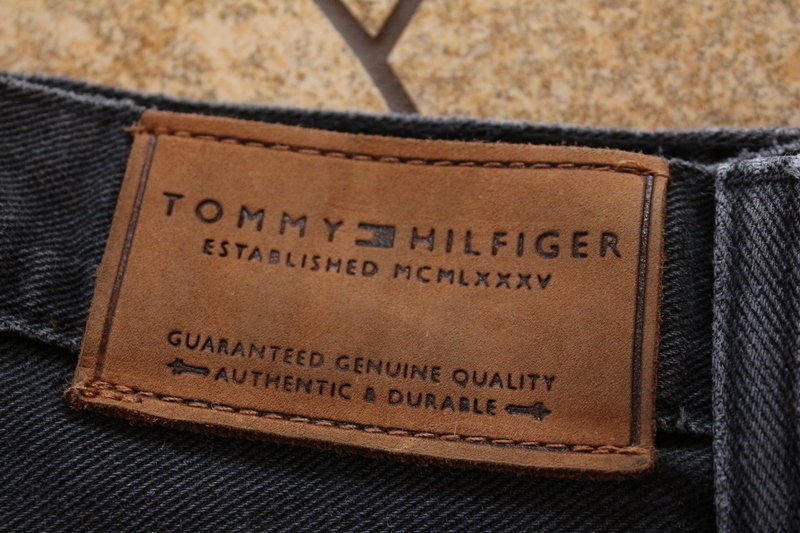 TOMMY HILFIGER
ESTABLISHED MCMLXXXV
GUARANTEED GENUINE QUALITY
AUTHENTIC & DURABLE